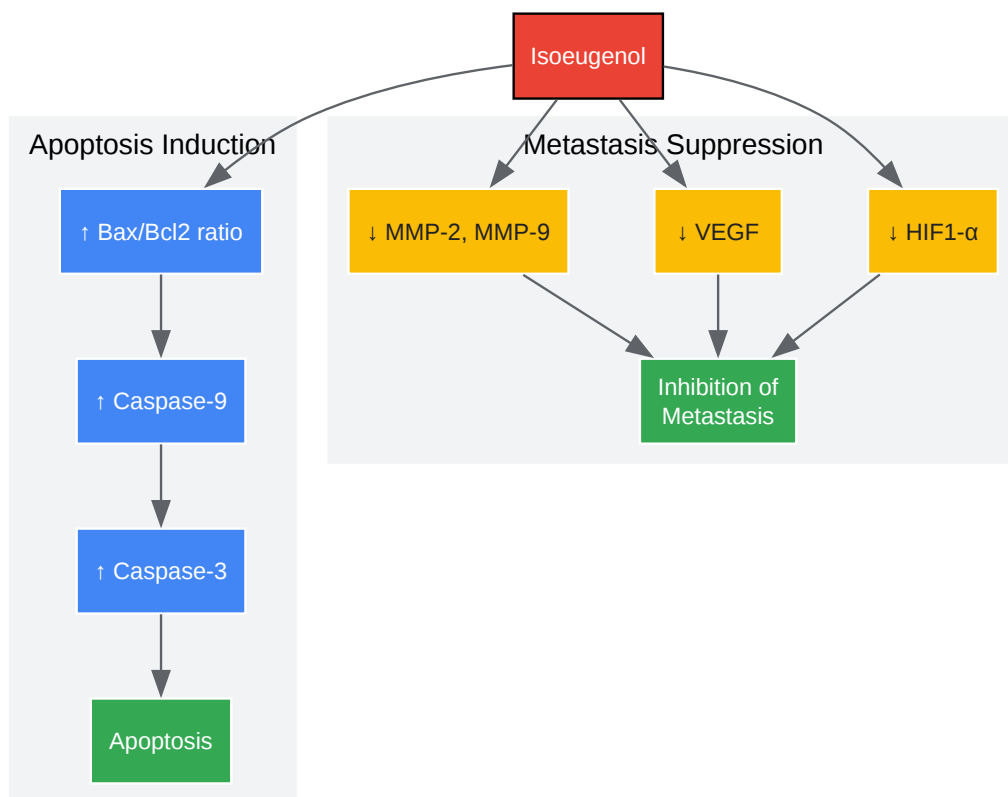 Isoeugenol
Apoptosis Induction
Metastasis Suppression
↑ Bax/Bcl2 ratio
↓ MMP-2, MMP-9
↓ VEGF
↓ HIF1-α
↑ Caspase-9
Inhibition of
Metastasis
↑ Caspase-3
Apoptosis